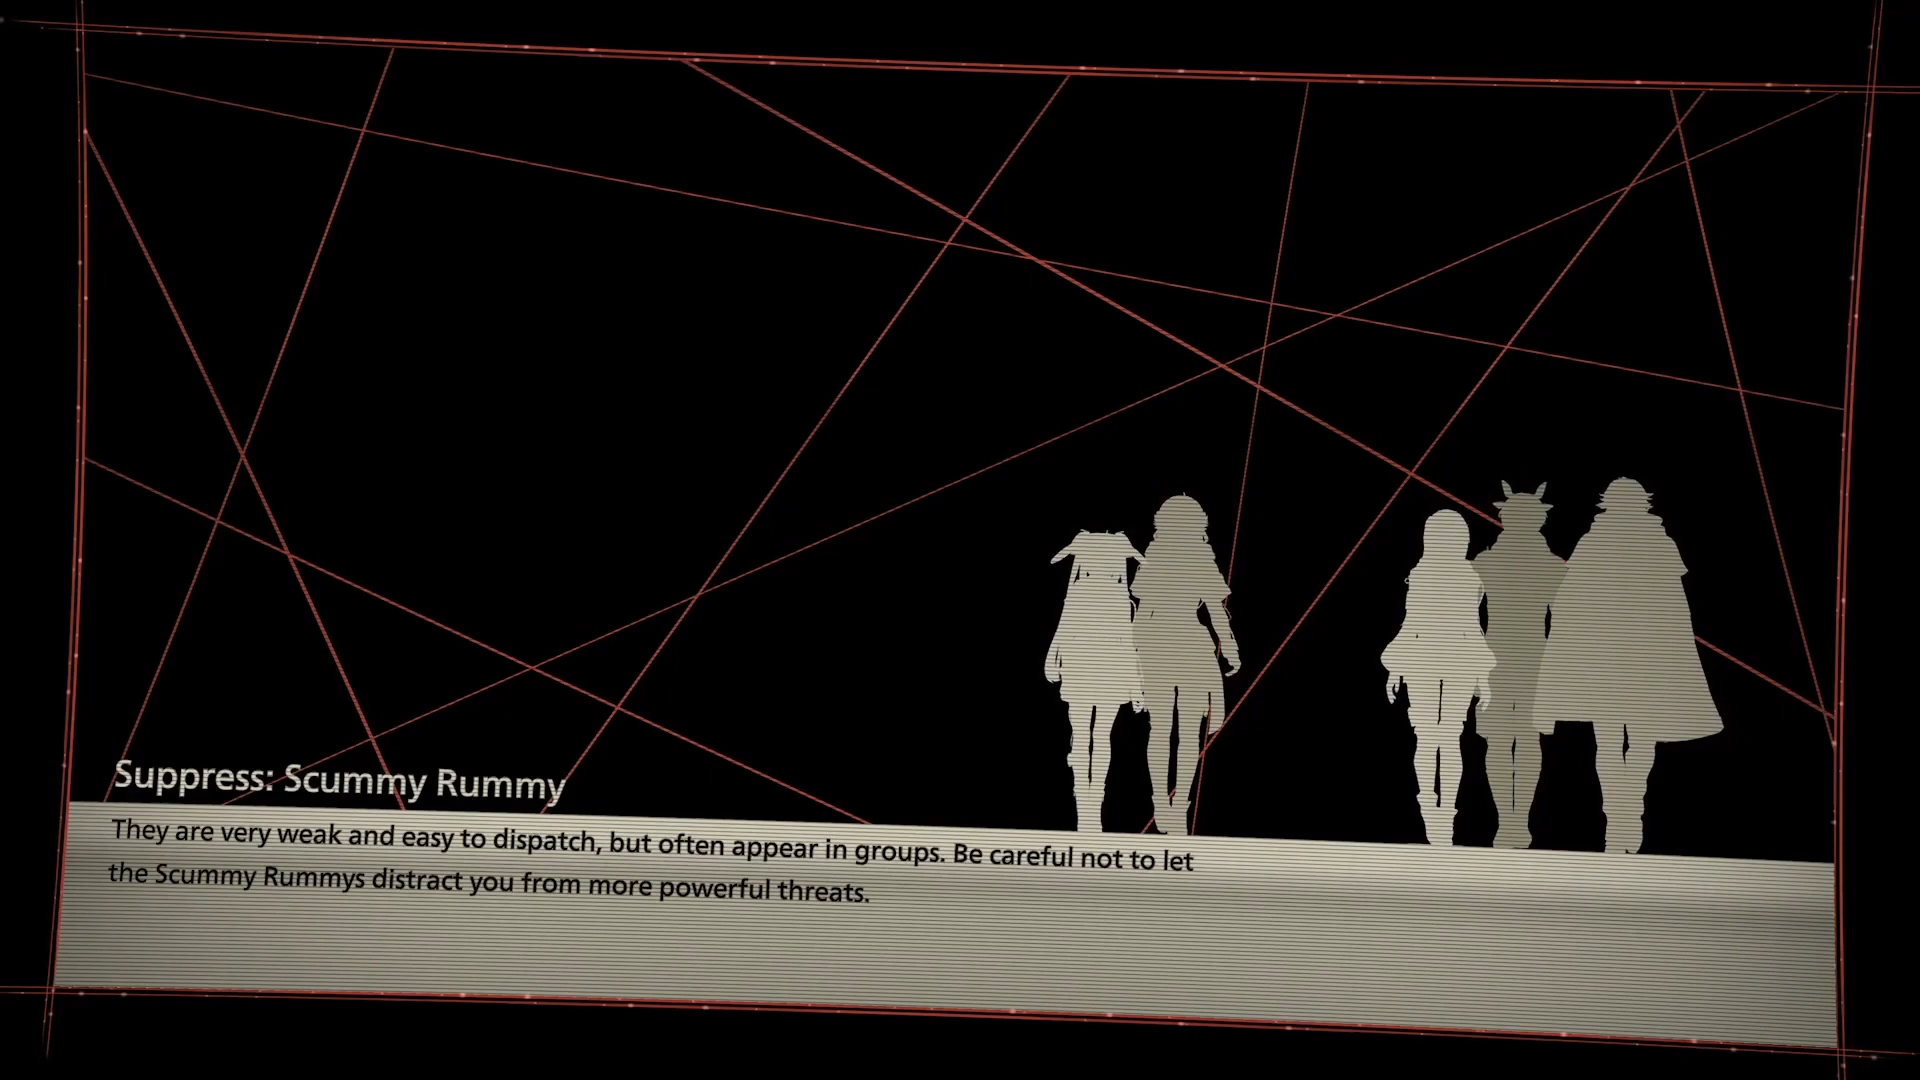 Suppress: Scummy Rummy
They are very weak and easy to dispatch, but often appear in groups. Be careful not to let
the Scummy Rummys distract you from more powerful threats.